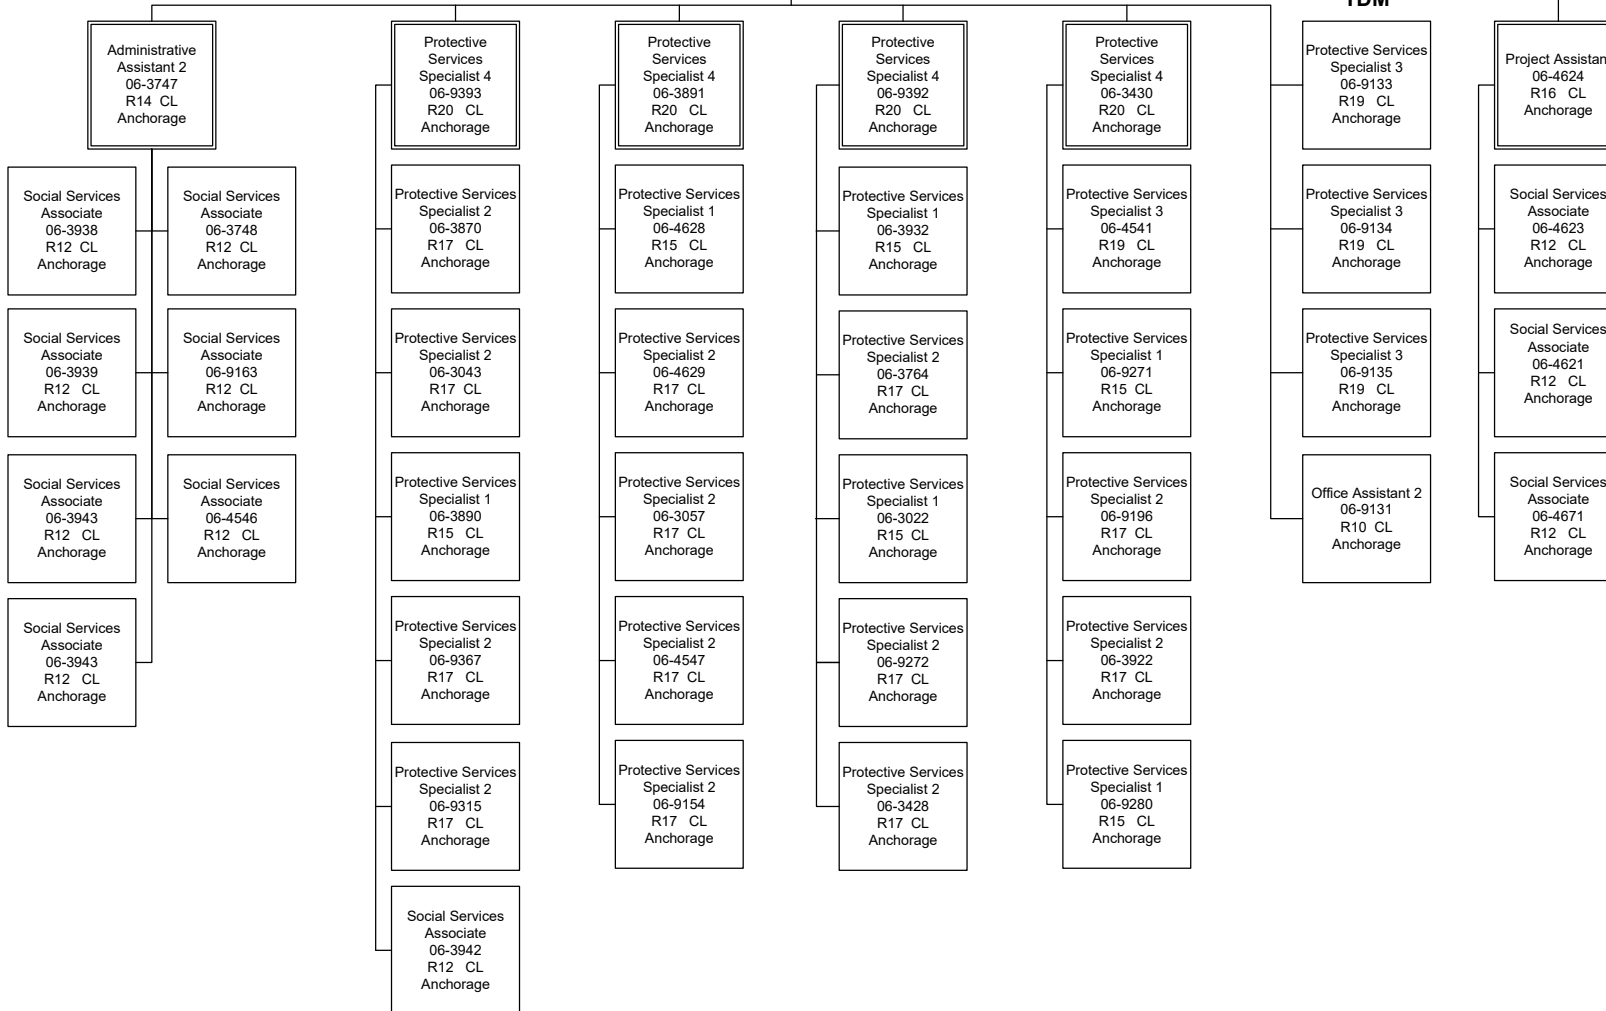 TDM
Administrative
Assistant 2
06-3747
R14 CL
Anchorage
Social Services
Associate
06-3938
R12 CL
Anchorage
Social Services
Associate
06-3748
R12 CL
Anchorage
Social Services
Associate
06-3939
R12 CL
Anchorage
Social Services
Associate
06-9163
R12 CL
Anchorage
Social Services
Associate
06-3943
R12 CL
Anchorage
Social Services
Associate
06-4546
R12 CL
Anchorage
Social Services
Associate
06-3943
R12 CL
Anchorage
Protective
Services
Specialist 4
06-9393
R20 CL
Anchorage
Protective Services
Specialist 2
06-3870
R17 CL
Anchorage
Protective Services
Specialist 2
06-3043
R17 CL
Anchorage
Protective Services
Specialist 1
06-3890
R15 CL
Anchorage
Protective Services
Specialist 2
06-9367
R17 CL
Anchorage
Protective Services
Specialist 2
06-9315
R17 CL
Anchorage
Social Services
Associate
06-3942
R12 CL
Anchorage
Protective
Services
Specialist 4
06-3891
R20 CL
Anchorage
Protective Services
Specialist 1
06-4628
R15 CL
Anchorage
Protective Services
Specialist 2
06-4629
R17 CL
Anchorage
Protective Services
Specialist 2
06-3057
R17 CL
Anchorage
Protective Services
Specialist 2
06-4547
R17 CL
Anchorage
Protective Services
Specialist 2
06-9154
R17 CL
Anchorage
Protective
Services
Specialist 4
06-9392
R20 CL
Anchorage
Protective Services
Specialist 1
06-3932
R15 CL
Anchorage
Protective Services
Specialist 2
06-3764
R17 CL
Anchorage
Protective Services
Specialist 1
06-3022
R15 CL
Anchorage
Protective Services
Specialist 2
06-9272
R17 CL
Anchorage
Protective Services
Specialist 2
06-3428
R17 CL
Anchorage
Protective
Services
Specialist 4
06-3430
R20 CL
Anchorage
Protective Services
Specialist 3
06-4541
R19 CL
Anchorage
Protective Services
Specialist 1
06-9271
R15 CL
Anchorage
Protective Services
Specialist 2
06-9196
R17 CL
Anchorage
Protective Services
Specialist 2
06-3922
R17 CL
Anchorage
Protective Services
Specialist 1
06-9280
R15 CL
Anchorage
Protective Services
Specialist 3
06-9133
R19 CL
Anchorage
Protective Services
Specialist 3
06-9134
R19 CL
Anchorage
Protective Services
Specialist 3
06-9135
R19 CL
Anchorage
Office Assistant 2
06-9131
R10 CL
Anchorage
Project Assistan
06-4624
R16 CL
Anchorage
Social Services
Associate
06-4623
R12 CL
Anchorage
Social Services
Associate
06-4621
R12 CL
Anchorage
Social Services
Associate
06-4671
R12 CL
Anchorage